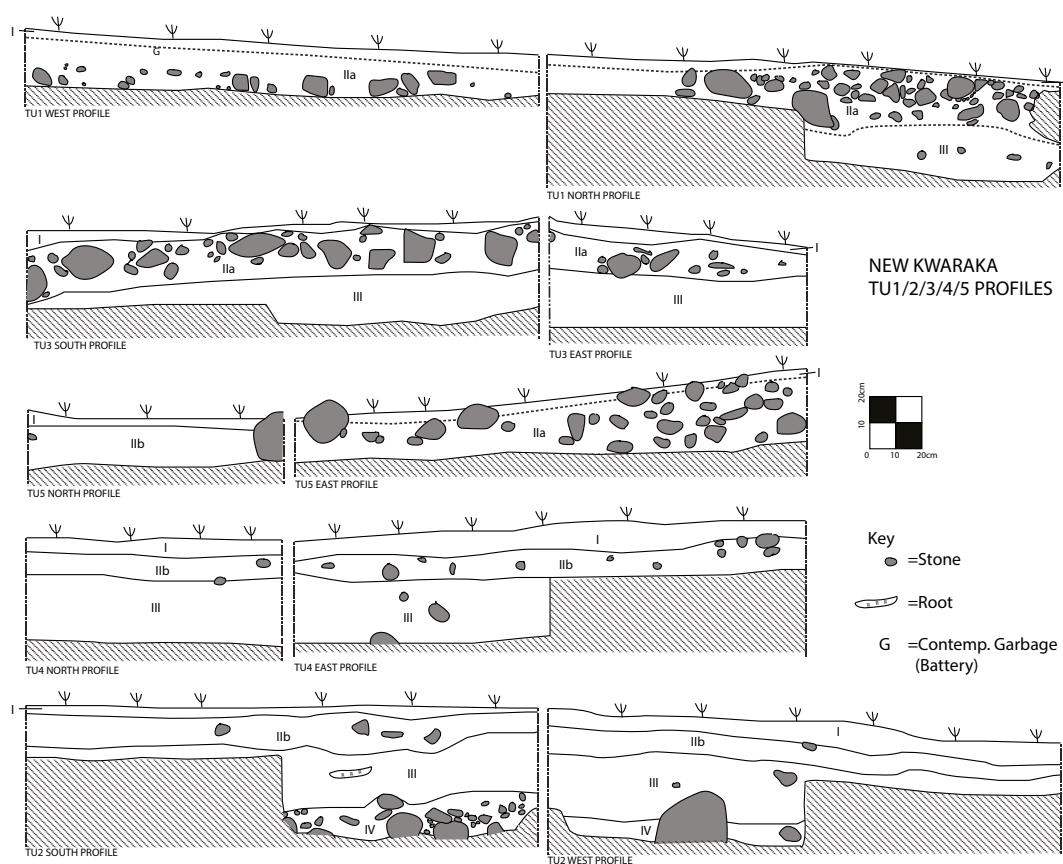 I
G
IIa
TU1 WEST PROFILE
IIa
III
TU1 NORTH PROFILE
I
IIa
III
TU3 SOUTH PROFILE
IIa
I
III
TU3 EAST PROFILE
NEW KWARAKA
TU1/2/3/4/5 PROFILES
I
IIb
TU5 NORTH PROFILE
I
IIa
TU5 EAST PROFILE
20cm
10
0 10 20cm
I
IIb
III
TU4 NORTH PROFILE
I
IIb
III
TU4 EAST PROFILE
Key
=Stone
=Root
G =Contemp. Garbage
(Battery)
I
IIb
III
IV
TU2 SOUTH PROFILE
I
IIb
III
IV
TU2 WEST PROFILE